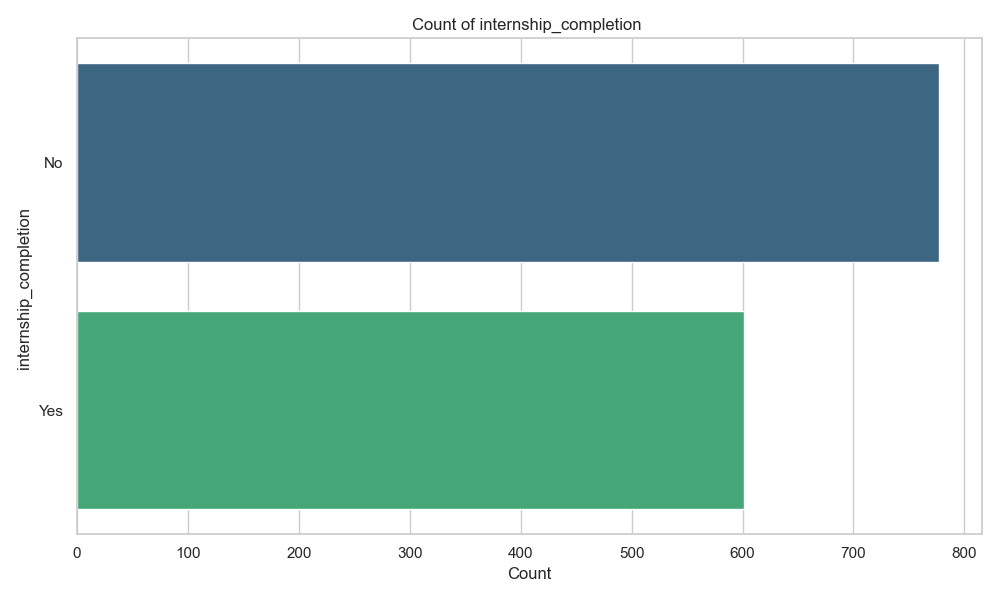 Count of internship_completion
internship_completion
No
Yes
0 100 200 300 400 500 600 700 800
Count